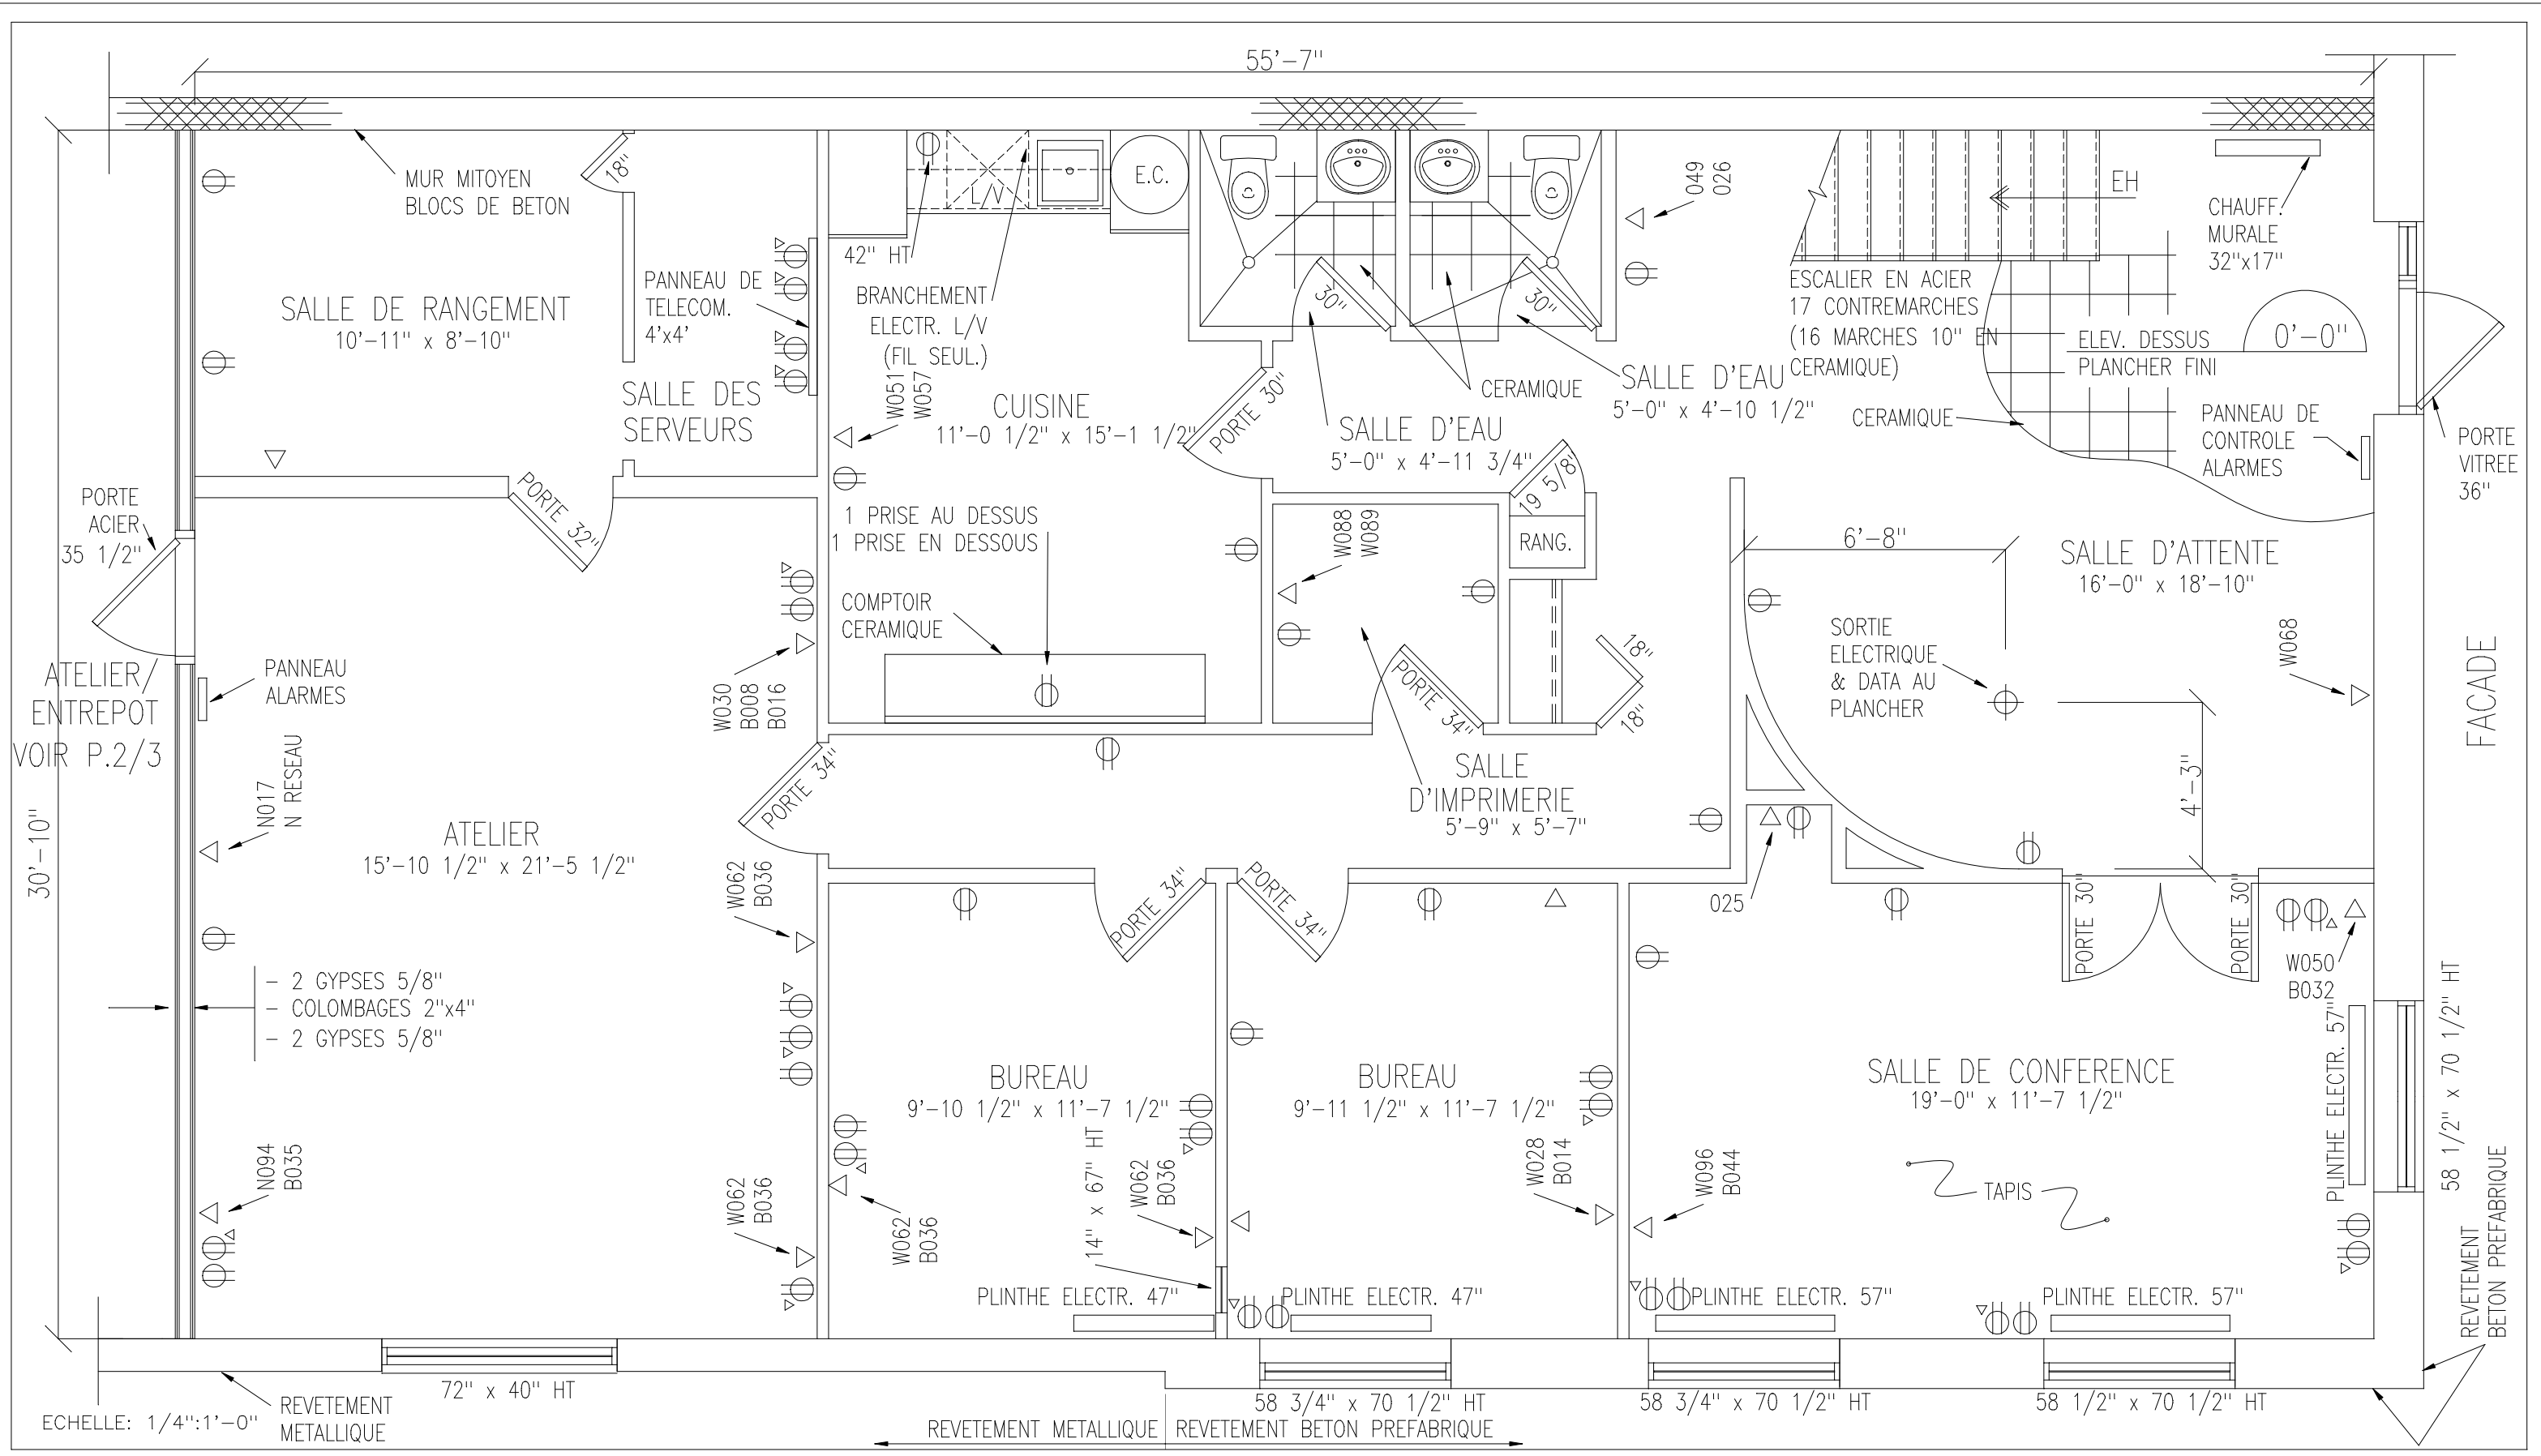 55'-7"
MUR MITOYEN
BLOCS DE BETON
18"
SALLE DE RANGEMENT
10'-11" x 8'-10"
PANNEAU DE
TELECOM.
4'x4'
SALLE DES
SERVEURS
42" HT
L/V
E.C.
BRANCHEMENT
ELECTR. L/V
(FIL SEUL.)
W051
W057
CUISINE
11'-0 1/2" x 15'-1 1/2"
PORTE 30"
30"
30"
CERAMIQUE
SALLE D'EAU
5'-0" x 4'-11 3/4"
SALLE D'EAU
5'-0" x 4'-10 1/2"
049
026
EH
CHAUFF.
MURALE
32"x17"
ESCALIER EN ACIER
17 CONTREMARCHES
(16 MARCHES 10" EN
CERAMIQUE)
ELEV. DESSUS
PLANCHER FINI
0'-0"
CERAMIQUE
PANNEAU DE
CONTROLE
ALARMES
PORTE
VITREE
36"
PORTE
ACIER
35 1/2"
PORTE 32"
1 PRISE AU DESSUS
1 PRISE EN DESSOUS
COMPTOIR
CERAMIQUE
W088
W089
19 5/8"
RANG.
6'-8"
SALLE D'ATTENTE
16'-0" x 18'-10"
SORTIE
ELECTRIQUE
& DATA AU
PLANCHER
W068
FACADE
ATELIER/
ENTREPOT
VOIR P.2/3
PANNEAU
ALARMES
W030
B008
B016
PORTE 34"
18"
18"
N017
N RESEAU
PORTE 34"
SALLE
D'IMPRIMERIE
5'-9" x 5'-7"
4'-3"
30'-10"
ATELIER
15'-10 1/2" x 21'-5 1/2"
W062
B036
PORTE 34"
PORTE 34"
025
PORTE 30"
PORTE 30"
W050
B032
- 2 GYPSES 5/8"
- COLOMBAGES 2"x4"
- 2 GYPSES 5/8"
BUREAU
9'-10 1/2" x 11'-7 1/2"
BUREAU
9'-11 1/2" x 11'-7 1/2"
SALLE DE CONFERENCE
19'-0" x 11'-7 1/2"
PLINTHE ELECTR. 57"
58 1/2" x 70 1/2" HT
N094
B035
W062
B036
W062
B036
14" x 67" HT
W062
B036
W028
B014
W096
B044
TAPIS
REVETEMENT
BETON PREFABRIQUE
PLINTHE ELECTR. 47"
PLINTHE ELECTR. 47"
PLINTHE ELECTR. 57"
PLINTHE ELECTR. 57"
72" x 40" HT
58 3/4" x 70 1/2" HT
58 3/4" x 70 1/2" HT
58 1/2" x 70 1/2" HT
ECHELLE: 1/4":1'-0"
REVETEMENT
METALLIQUE
REVETEMENT METALLIQUE
REVETEMENT BETON PREFABRIQUE